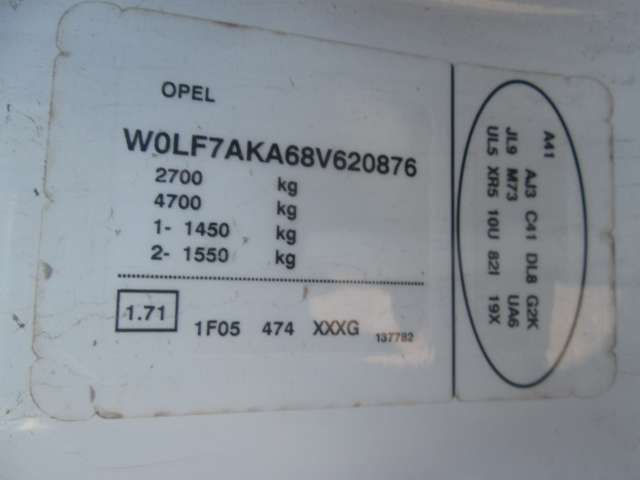 OPEL
W0LF7AKA68V620876
2700 kg
4700 kg
1- 1450 kg
2- 1550 kg
1.71
1F05 474 XXXG 137782
A41
AJ3 C41 DL8 G2K
JL9 M73 UA6
UL5 XR5 10U 82I 19X